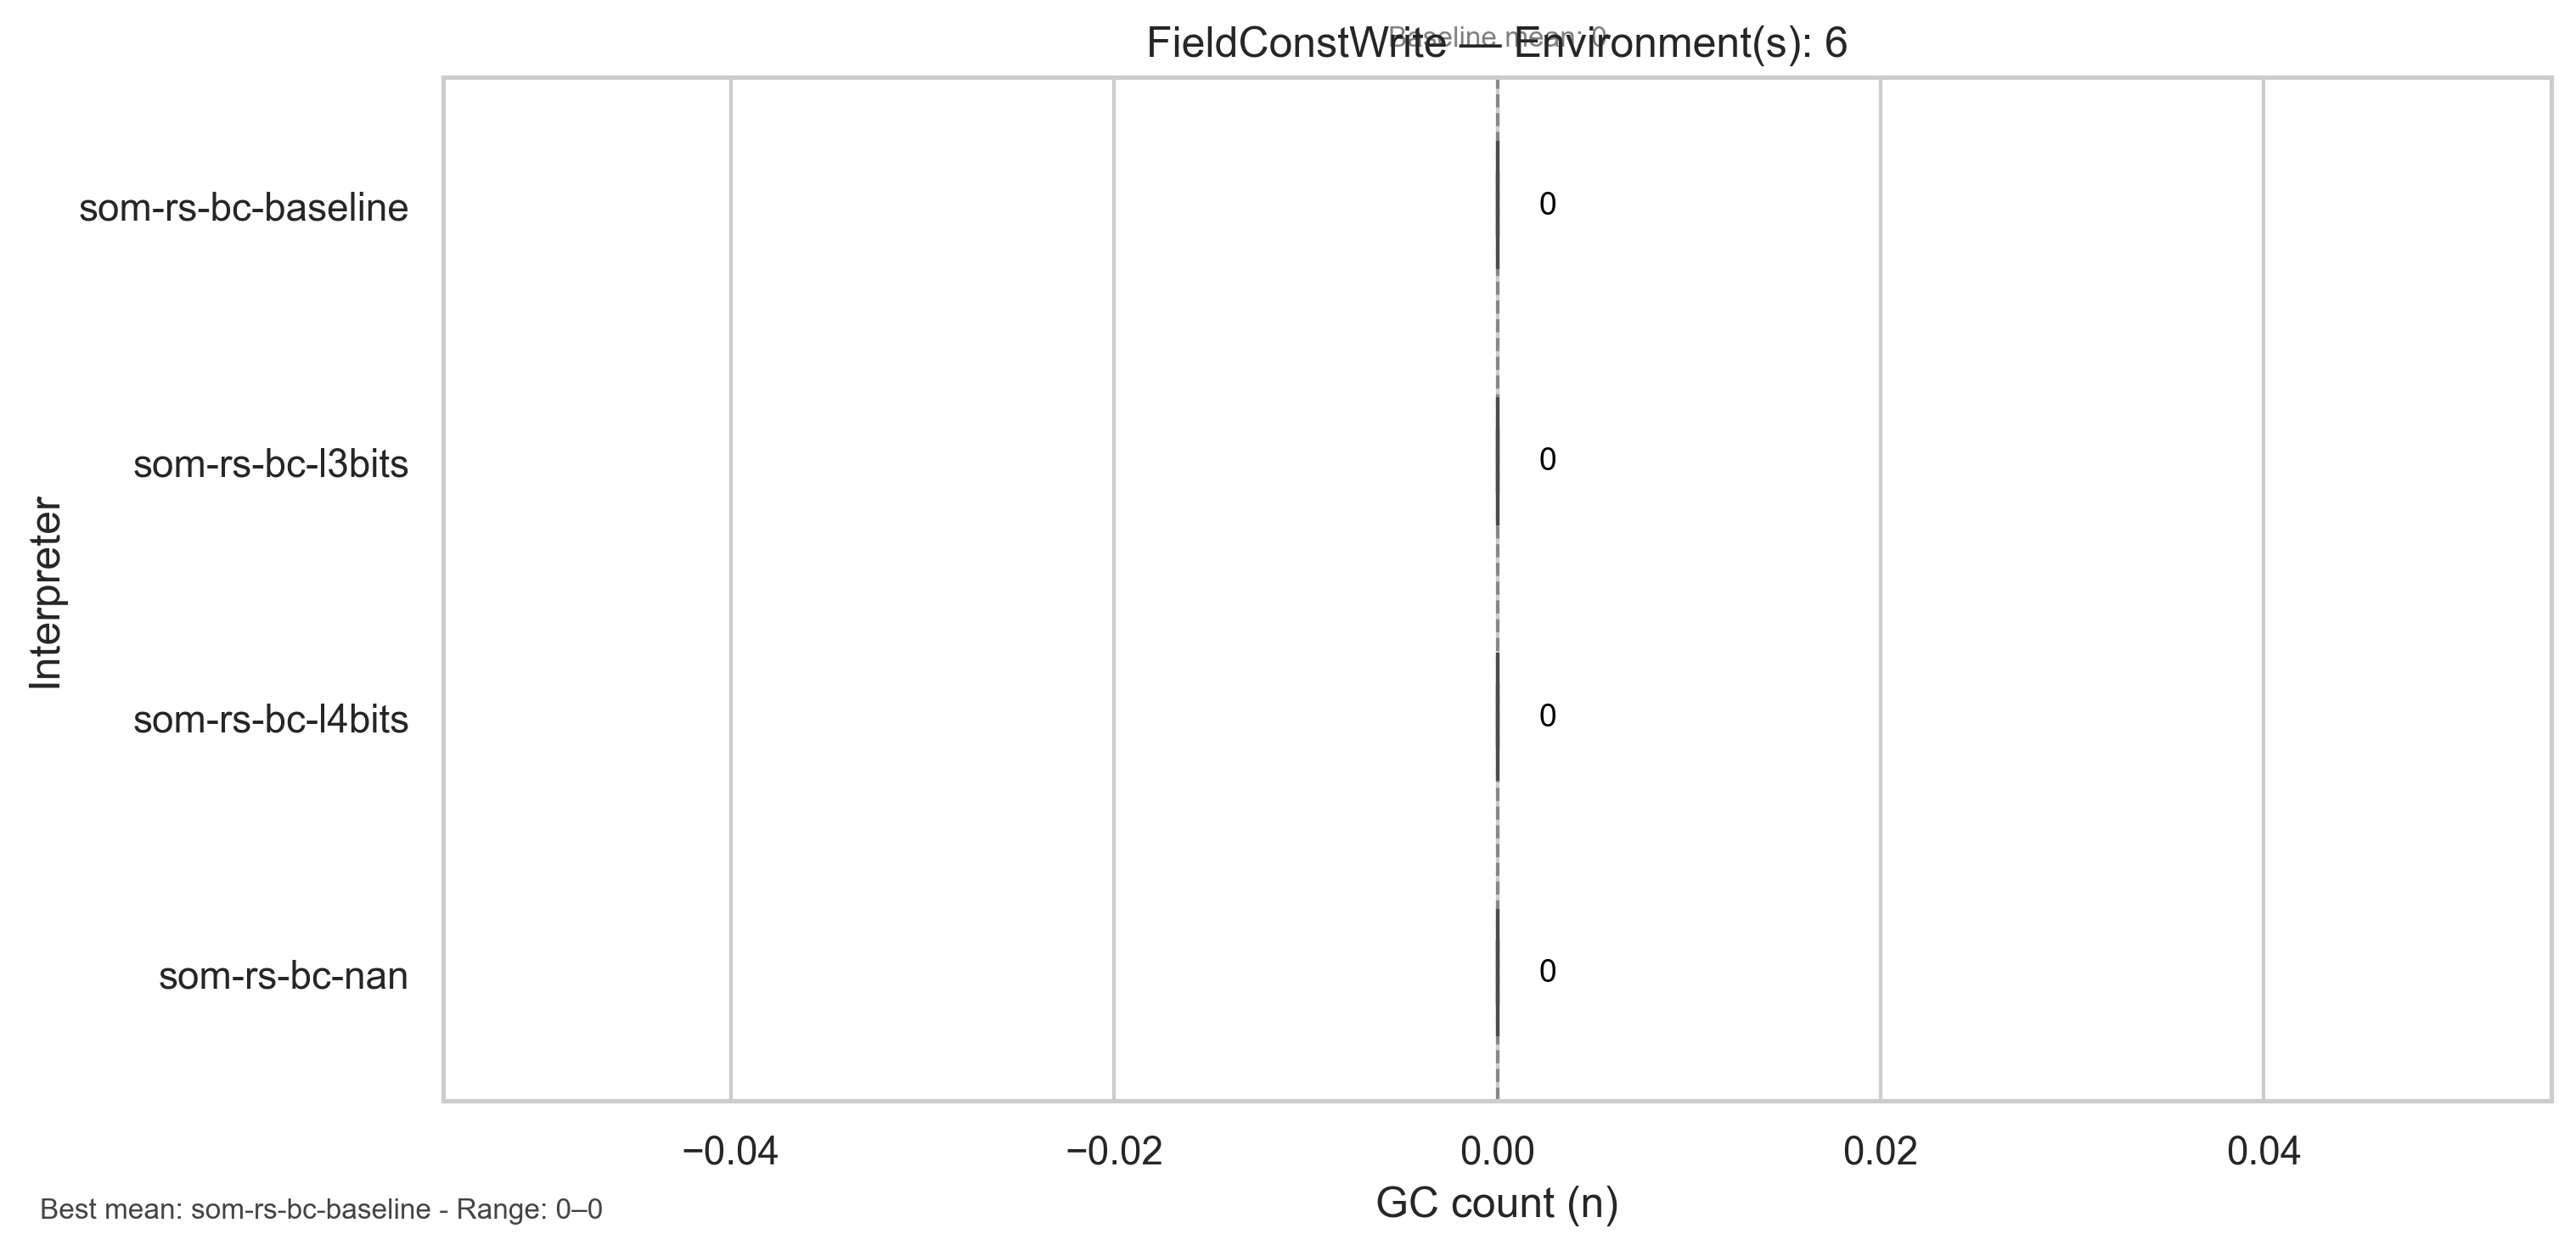 Baseline mean: 0
FieldConstWrite — Environment(s): 6
som-rs-bc-baseline
0
som-rs-bc-l3bits
0
som-rs-bc-l4bits
0
som-rs-bc-nan
0
Interpreter
−0.04
−0.02
0.00
0.02
0.04
GC count (n)
Best mean: som-rs-bc-baseline - Range: 0–0